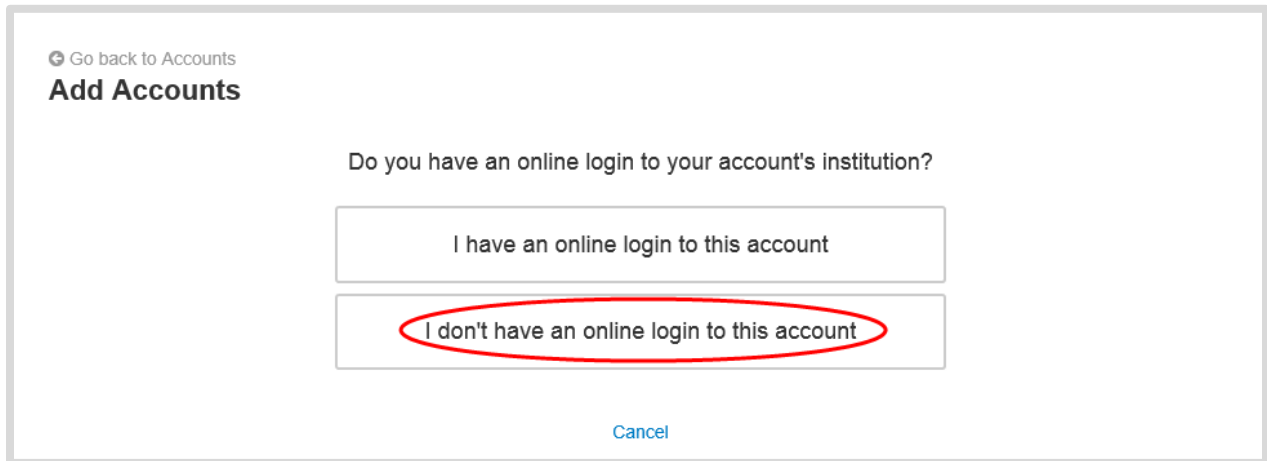 Go back to Accounts
Add Accounts
Do you have an online login to your account's institution?
I have an online login to this account
I don't have an online login to this account
Cancel